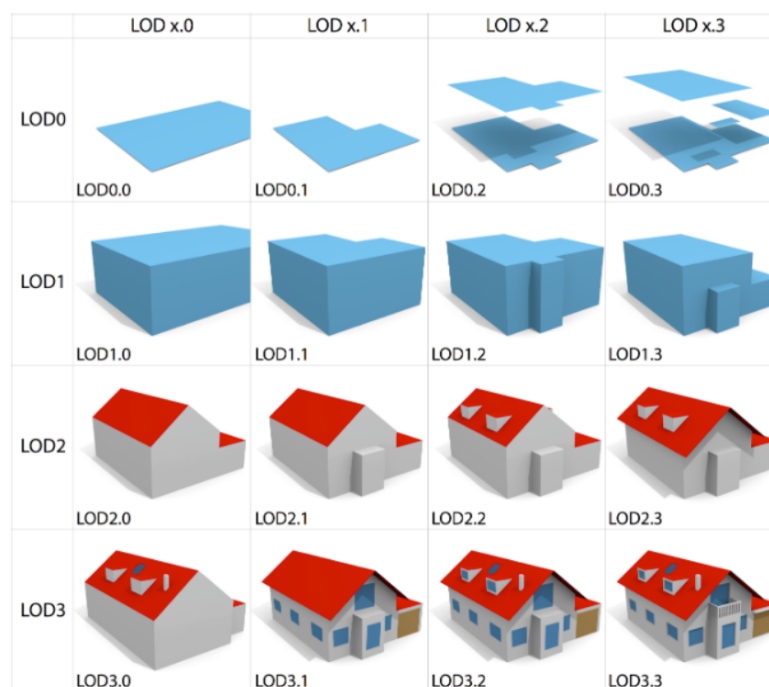 LOD x.0 LOD x.1 LOD x.2 LOD x.3
LOD0
LOD0.0 LOD0.1 LOD0.2 LOD0.3
LOD1
LOD1.0 LOD1.1 LOD1.2 LOD1.3
LOD2
LOD2.0 LOD2.1 LOD2.2 LOD2.3
LOD3
LOD3.0 LOD3.1 LOD3.2 LOD3.3